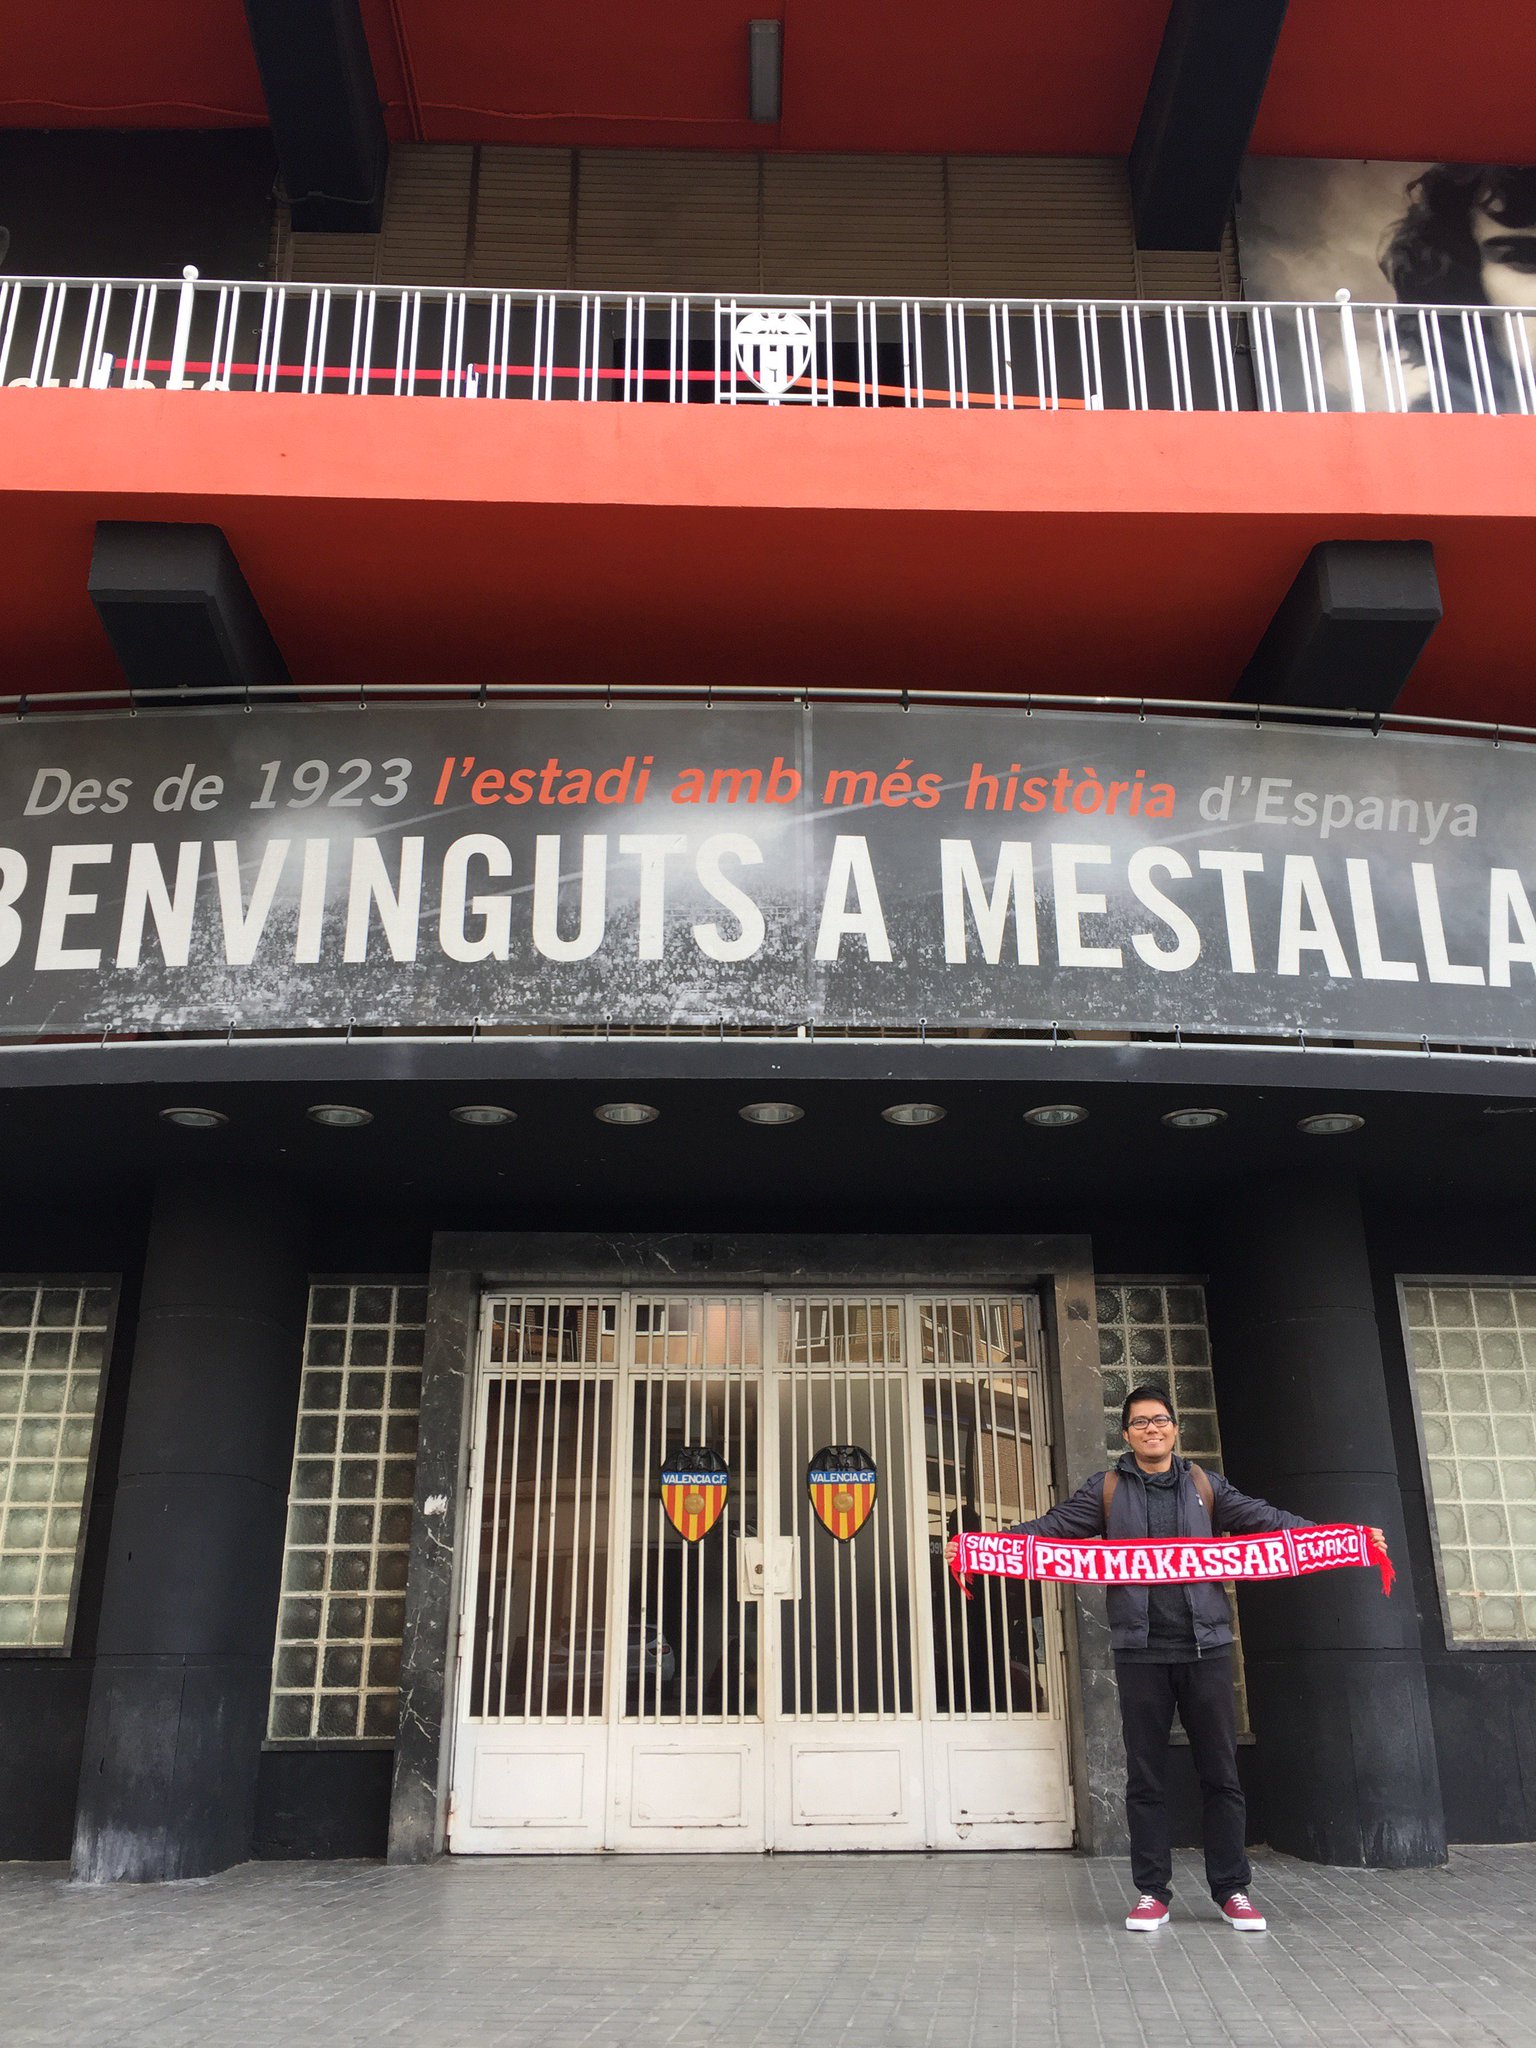 Des de 1923 l'estadi amb més història d'Espanya
BENVINGUTS A MESTALLA
VALENCIA C.F.
VALENCIA C.F.
SINCE
1915
PSM MAKASSAR
EWAKO